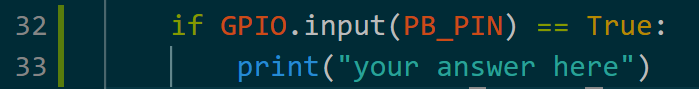 32 if GPIO.input(PB_PIN) == True:
33 print("your answer here")